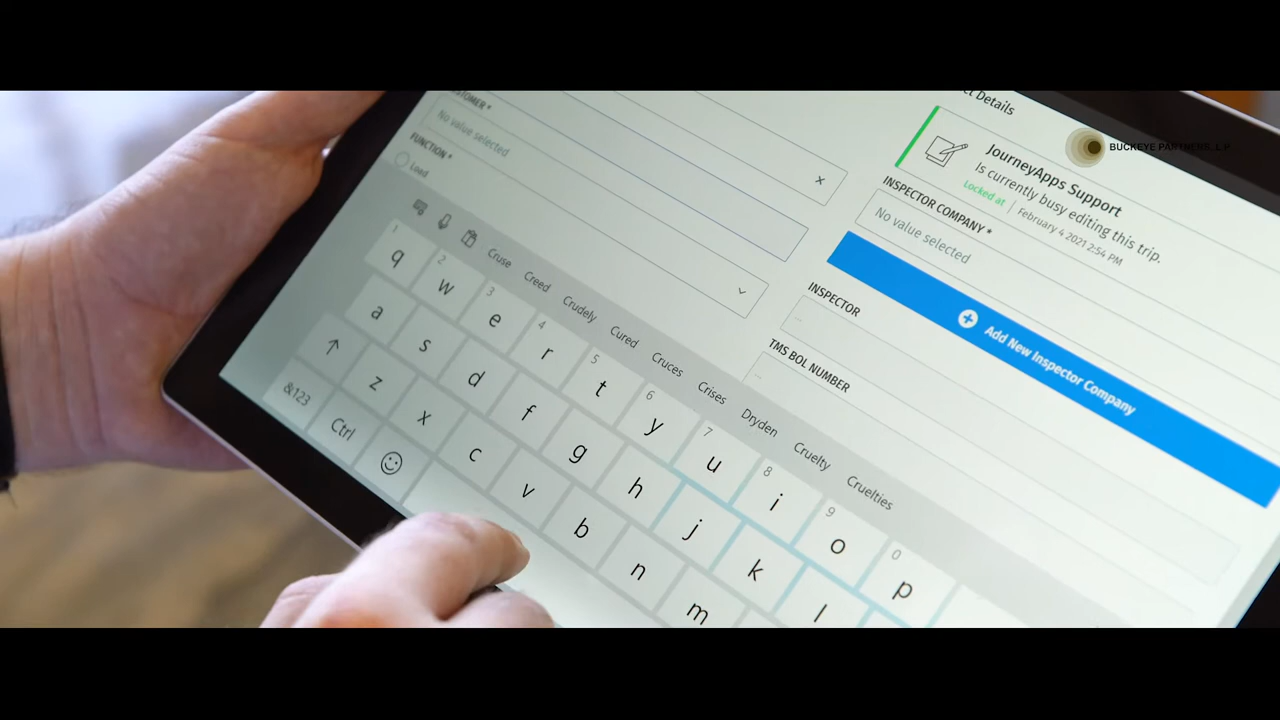 CUSTOMER *
No value selected
FUNCTION *
Load
ct Details
JourneyApps Support
Is currently busy editing this trip.
Locked at | February 4 2021 2:54 PM
BUCKEYE PARTNERS, L.P.
INSPECTOR COMPANY *
No value selected
Add New Inspector Company
INSPECTOR
TMS BOL NUMBER
Cruse Creed Crudely Cured Cruces Crises Dryden Cruelty Cruelties
1 2 3 4 5 6 7 8 9 0
q w e r t y u i o p
a s d f g h j k l
z x c v b n m
&123 Ctrl